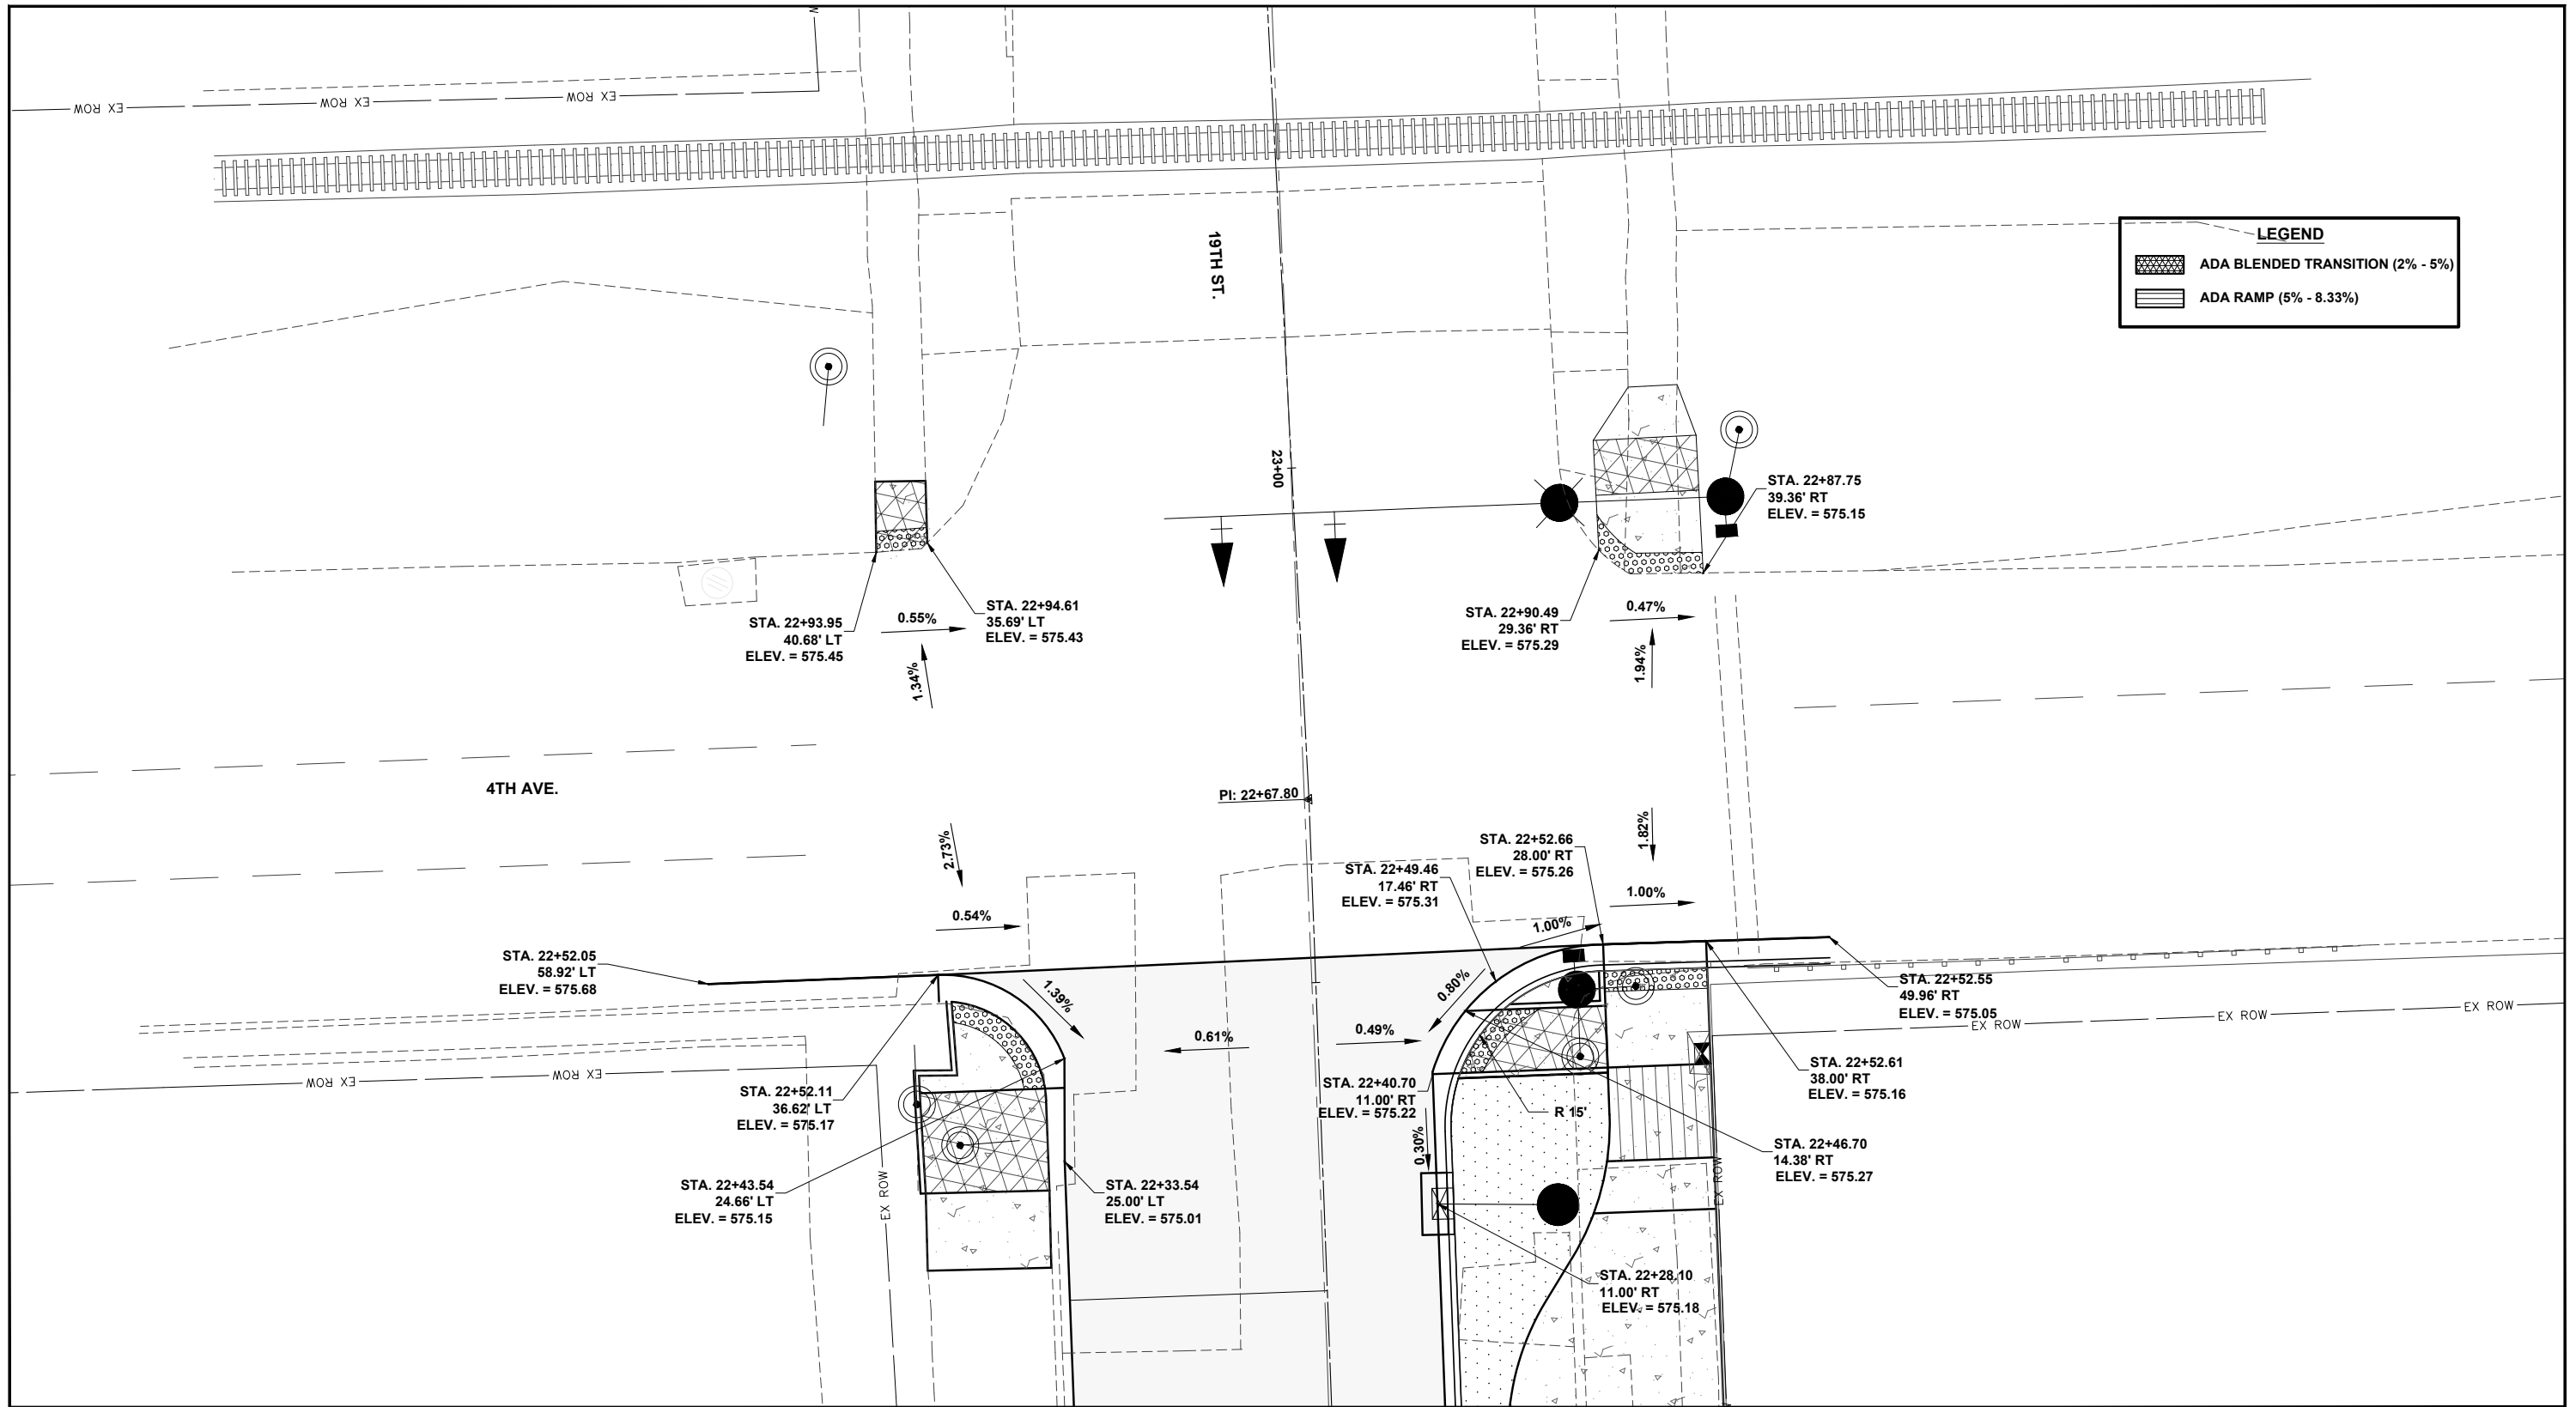 EX ROW
EX ROW
EX ROW
19TH ST.
LEGEND
ADA BLENDED TRANSITION (2% - 5%)
ADA RAMP (5% - 8.33%)
23+00
STA. 22+87.75
39.36' RT
ELEV. = 575.15
STA. 22+93.95
40.68' LT
ELEV. = 575.45
0.55%
STA. 22+94.61
35.69' LT
ELEV. = 575.43
1.34%
STA. 22+90.49
29.36' RT
ELEV. = 575.29
0.47%
1.94%
4TH AVE.
PI: 22+67.80
2.73%
0.54%
STA. 22+52.66
28.00' RT
ELEV. = 575.26
1.82%
STA. 22+49.46
17.46' RT
ELEV. = 575.31
1.00%
1.00%
STA. 22+52.05
58.92' LT
ELEV. = 575.68
1.39%
0.80%
STA. 22+52.55
49.96' RT
ELEV. = 575.05
EX ROW
EX ROW
EX ROW
0.61%
0.49%
EX ROW
EX ROW
STA. 22+52.11
36.62' LT
ELEV. = 575.17
STA. 22+40.70
11.00' RT
ELEV. = 575.22
R 15'
STA. 22+52.61
38.00' RT
ELEV. = 575.16
0.30%
STA. 22+46.70
14.38' RT
ELEV. = 575.27
STA. 22+43.54
24.66' LT
ELEV. = 575.15
EX ROW
STA. 22+33.54
25.00' LT
ELEV. = 575.01
EX ROW
STA. 22+28.10
11.00' RT
ELEV. = 575.18